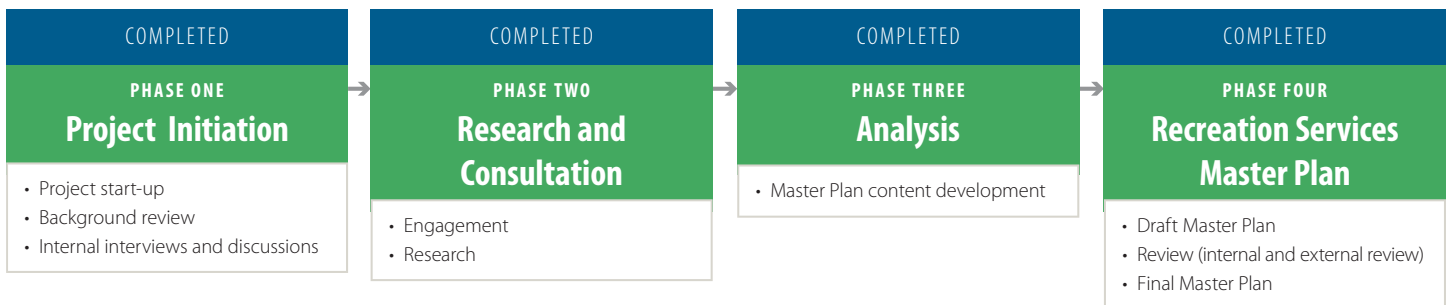 COMPLETED
PHASE ONE
Project Initiation
• Project start-up
• Background review
• Internal interviews and discussions
COMPLETED
PHASE TWO
Research and
Consultation
• Engagement
• Research
COMPLETED
PHASE THREE
Analysis
• Master Plan content development
COMPLETED
PHASE FOUR
Recreation Services
Master Plan
• Draft Master Plan
• Review (internal and external review)
• Final Master Plan